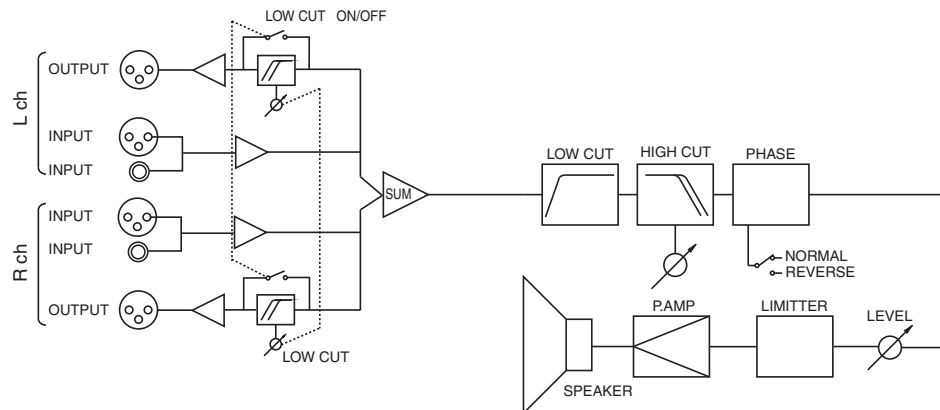 LOW CUT ON/OFF
L ch
OUTPUT
INPUT
INPUT
R ch
INPUT
INPUT
OUTPUT
LOW CUT
SUM
LOW CUT
HIGH CUT
PHASE
NORMAL
REVERSE
SPEAKER
P.AMP
LIMITTER
LEVEL